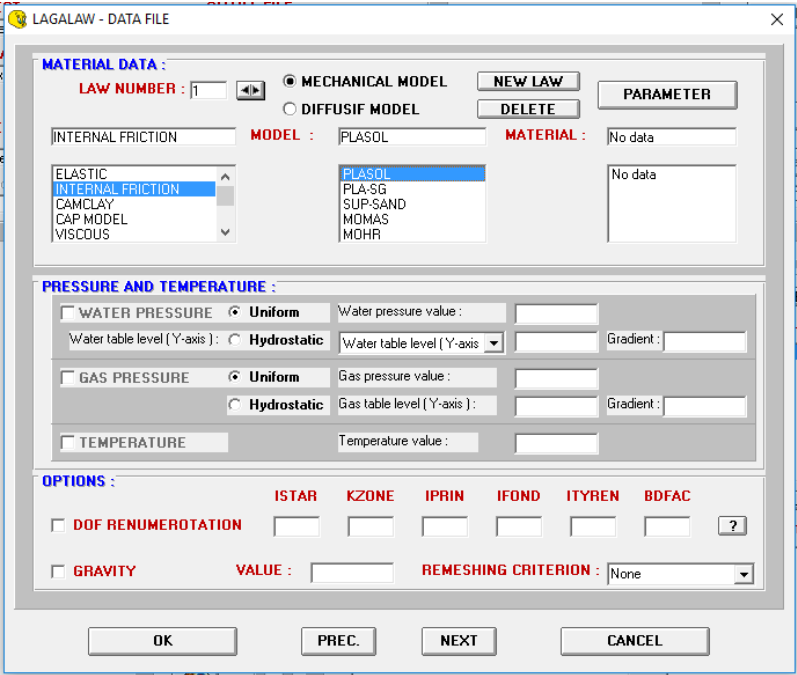 LAGALAW - DATA FILE
MATERIAL DATA :
LAW NUMBER : 1
MECHANICAL MODEL
NEW LAW
PARAMETER
DIFFUSIF MODEL
DELETE
INTERNAL FRICTION
MODEL :
PLASOL
MATERIAL :
No data
ELASTIC
INTERNAL FRICTION
CAMCLAY
CAP MODEL
VISCOUS
PLASOL
PLA-SG
SUP-SAND
MOMAS
MOHR
No data
PRESSURE AND TEMPERATURE :
WATER PRESSURE Uniform Water pressure value :
Water table level ( Y-axis ) : Hydrostatic Water table level ( Y-axis Gradient :
GAS PRESSURE Uniform Gas pressure value :
Hydrostatic Gas table level ( Y-axis ) : Gradient :
TEMPERATURE Temperature value :
OPTIONS :
ISTAR KZONE IPRIN IFOND ITYREN BDFAC
DOF RENUMEROTATION ?
GRAVITY VALUE : REMESHING CRITERION : None
OK PREC. NEXT CANCEL